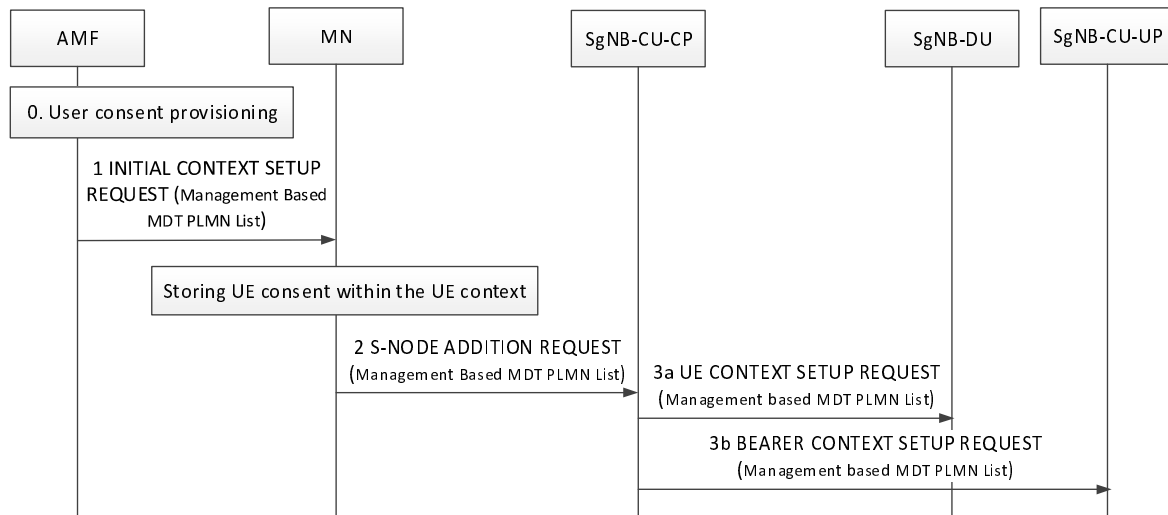 AMF
MN
SgNB-CU-CP
SgNB-DU
SgNB-CU-UP
0. User consent provisioning
1 INITIAL CONTEXT SETUP
REQUEST (Management Based
MDT PLMN List)
Storing UE consent within the UE context
2 S-NODE ADDITION REQUEST
(Management Based MDT PLMN List)
3a UE CONTEXT SETUP REQUEST
(Management based MDT PLMN List)
3b BEARER CONTEXT SETUP REQUEST
(Management based MDT PLMN List)